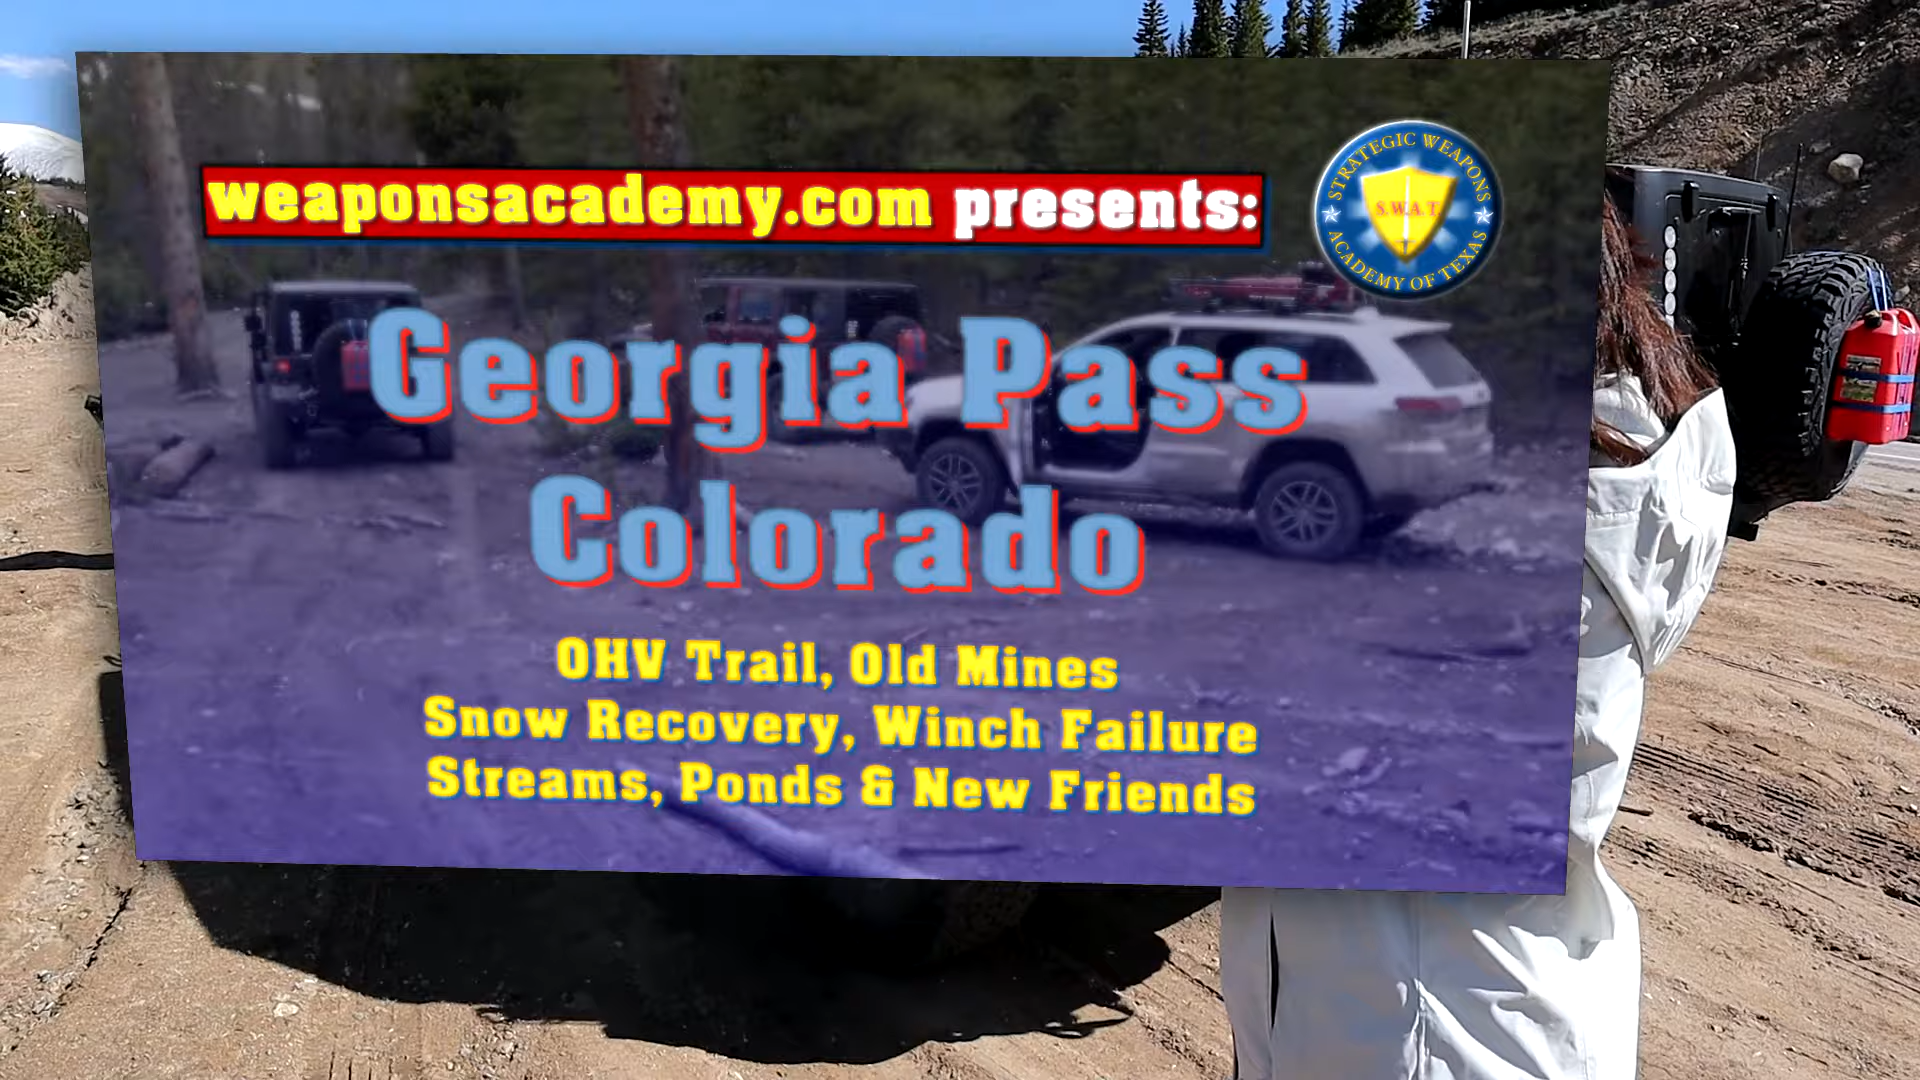 weaponsacademy.com presents:
STRATEGIC WEAPONS
S.W.A.T.
ACADEMY OF TEXAS
Georgia Pass
Colorado
OHV Trail, Old Mines
Snow Recovery, Winch Failure
Streams, Ponds & New Friends